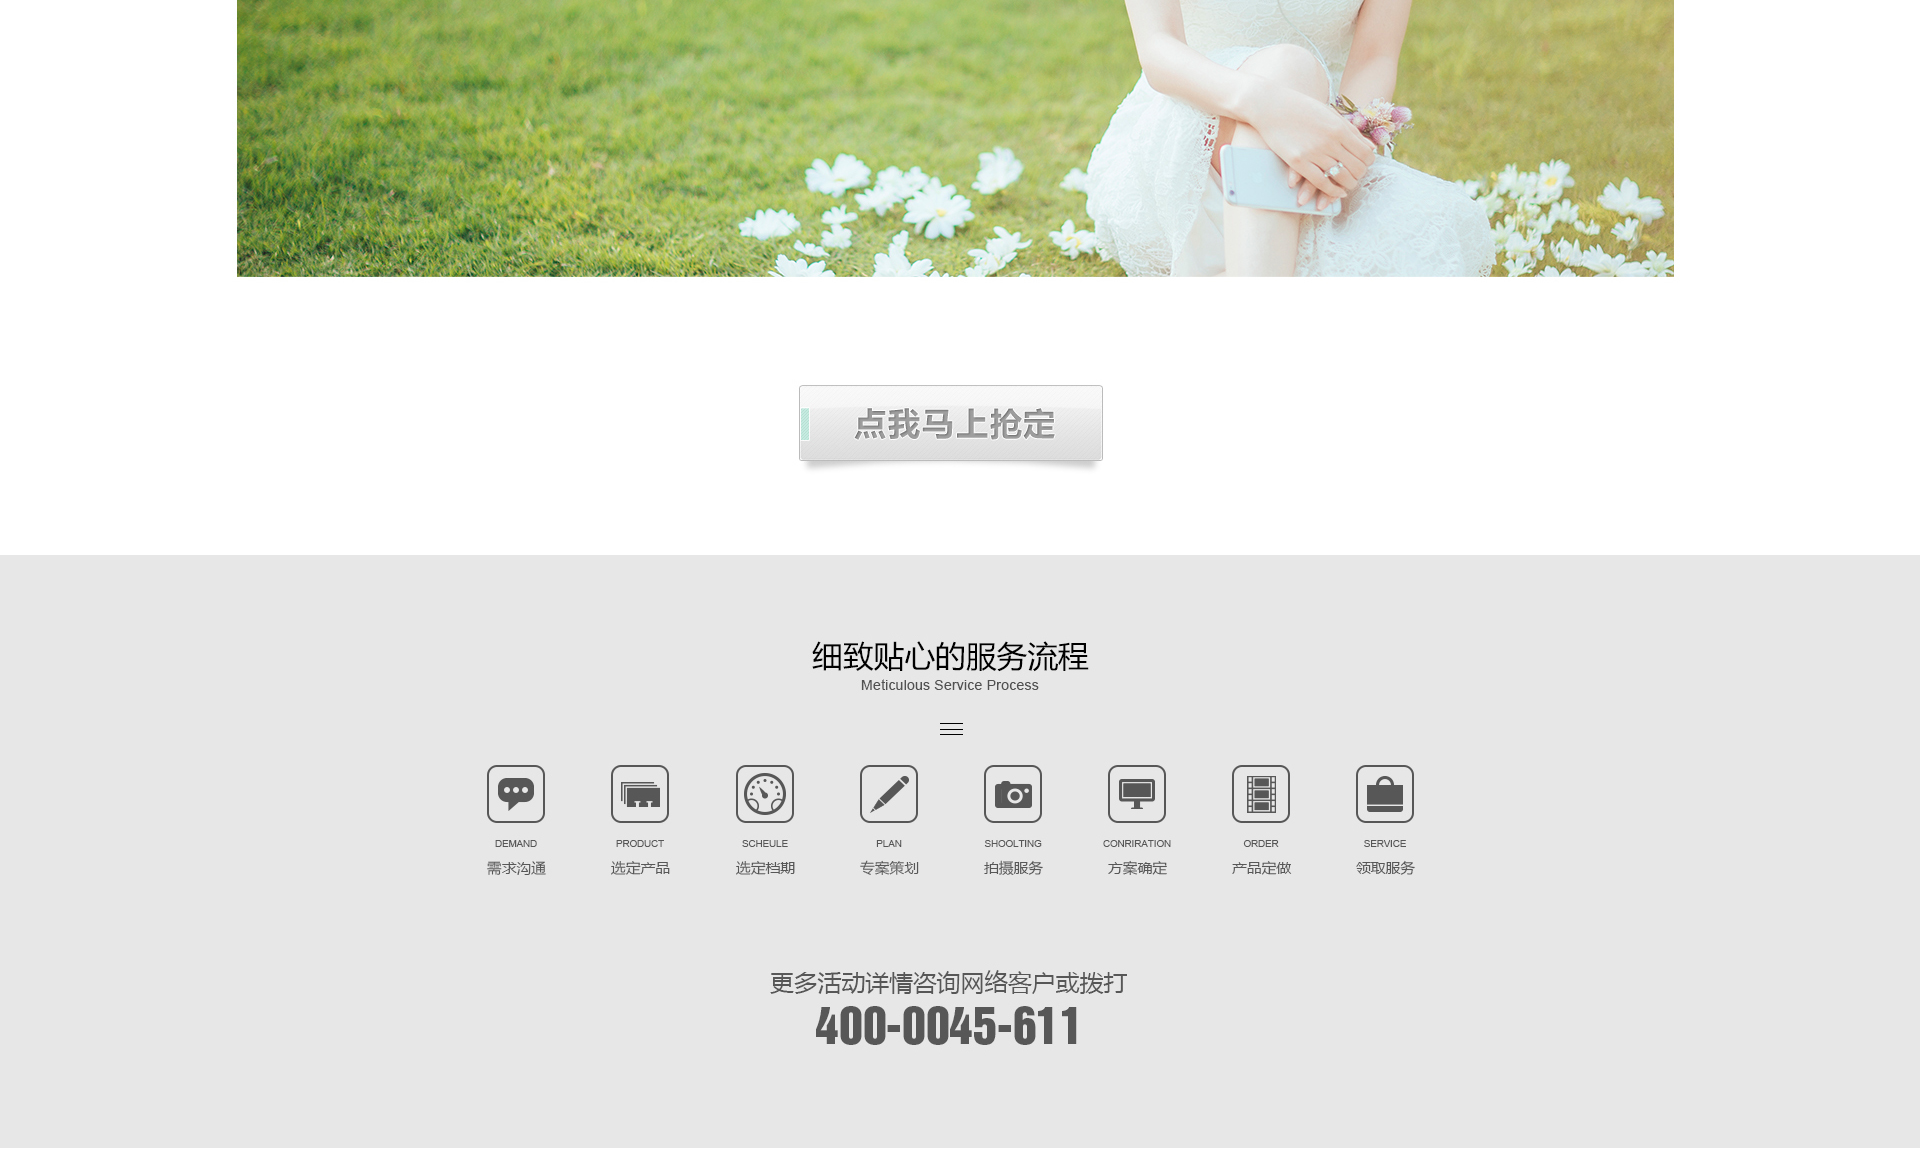 点我马上抢定
细致贴心的服务流程
Meticulous Service Process
DEMAND PRODUCT SCHEULE PLAN SHOOLTING CONRIRATION ORDER SERVICE
需求沟通 选定产品 选定档期 专案策划 拍摄服务 方案确定 产品定做 领取服务
更多活动详情咨询网络客户或拨打
400-0045-611